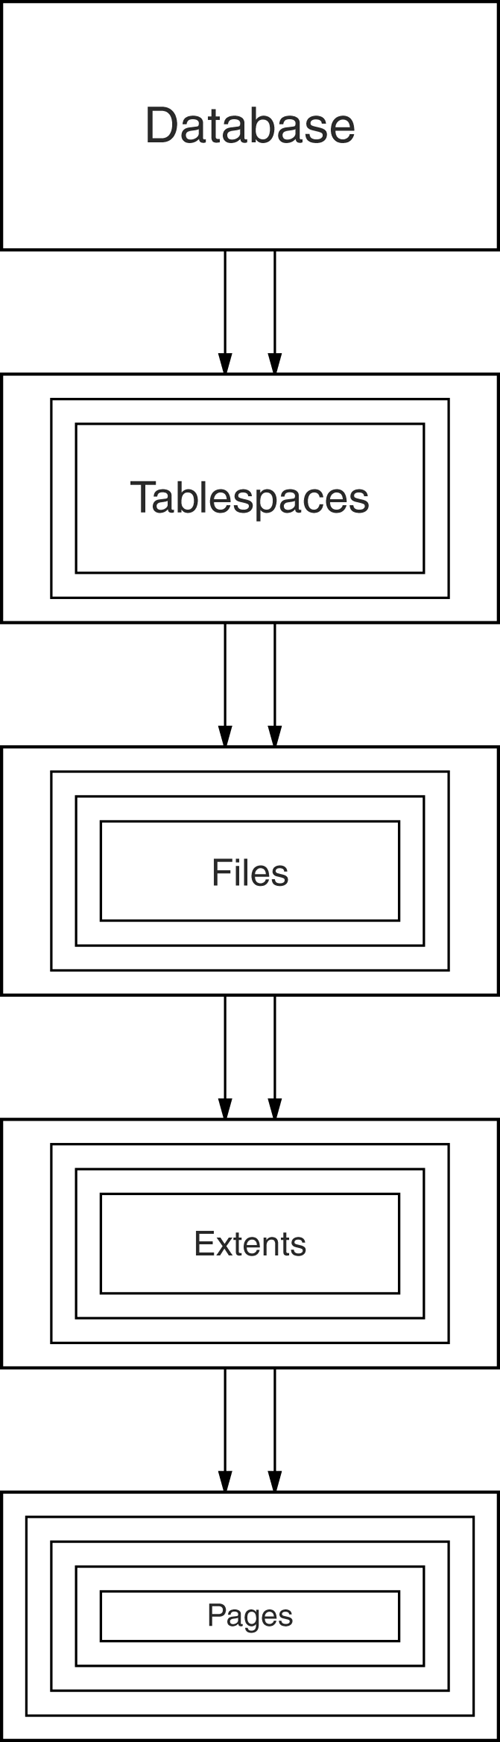 Database
Tablespaces
Files
Extents
Pages